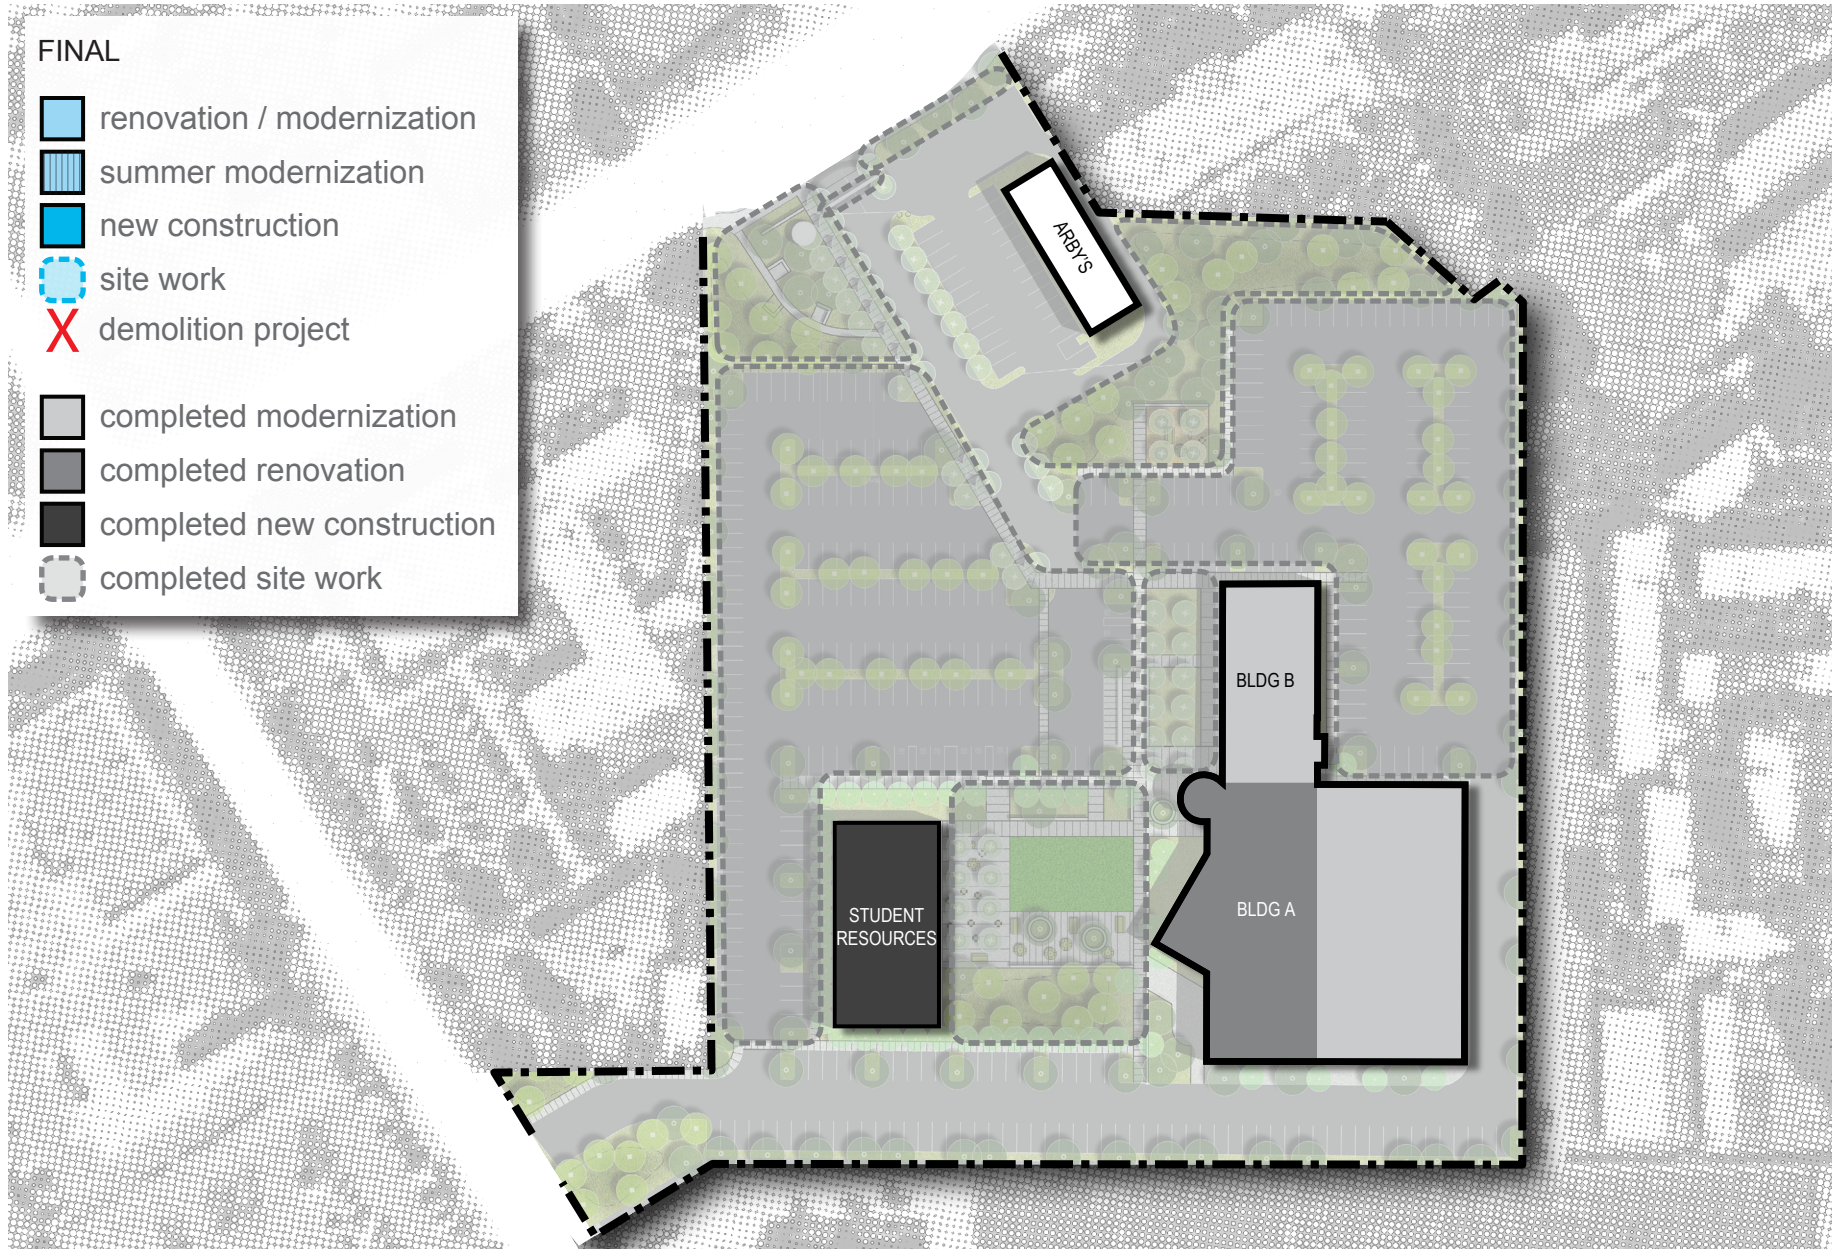 FINAL
renovation / modernization
summer modernization
new construction
site work
X demolition project
completed modernization
completed renovation
completed new construction
completed site work
ARBY'S
BLDG B
BLDG A
STUDENT
RESOURCES